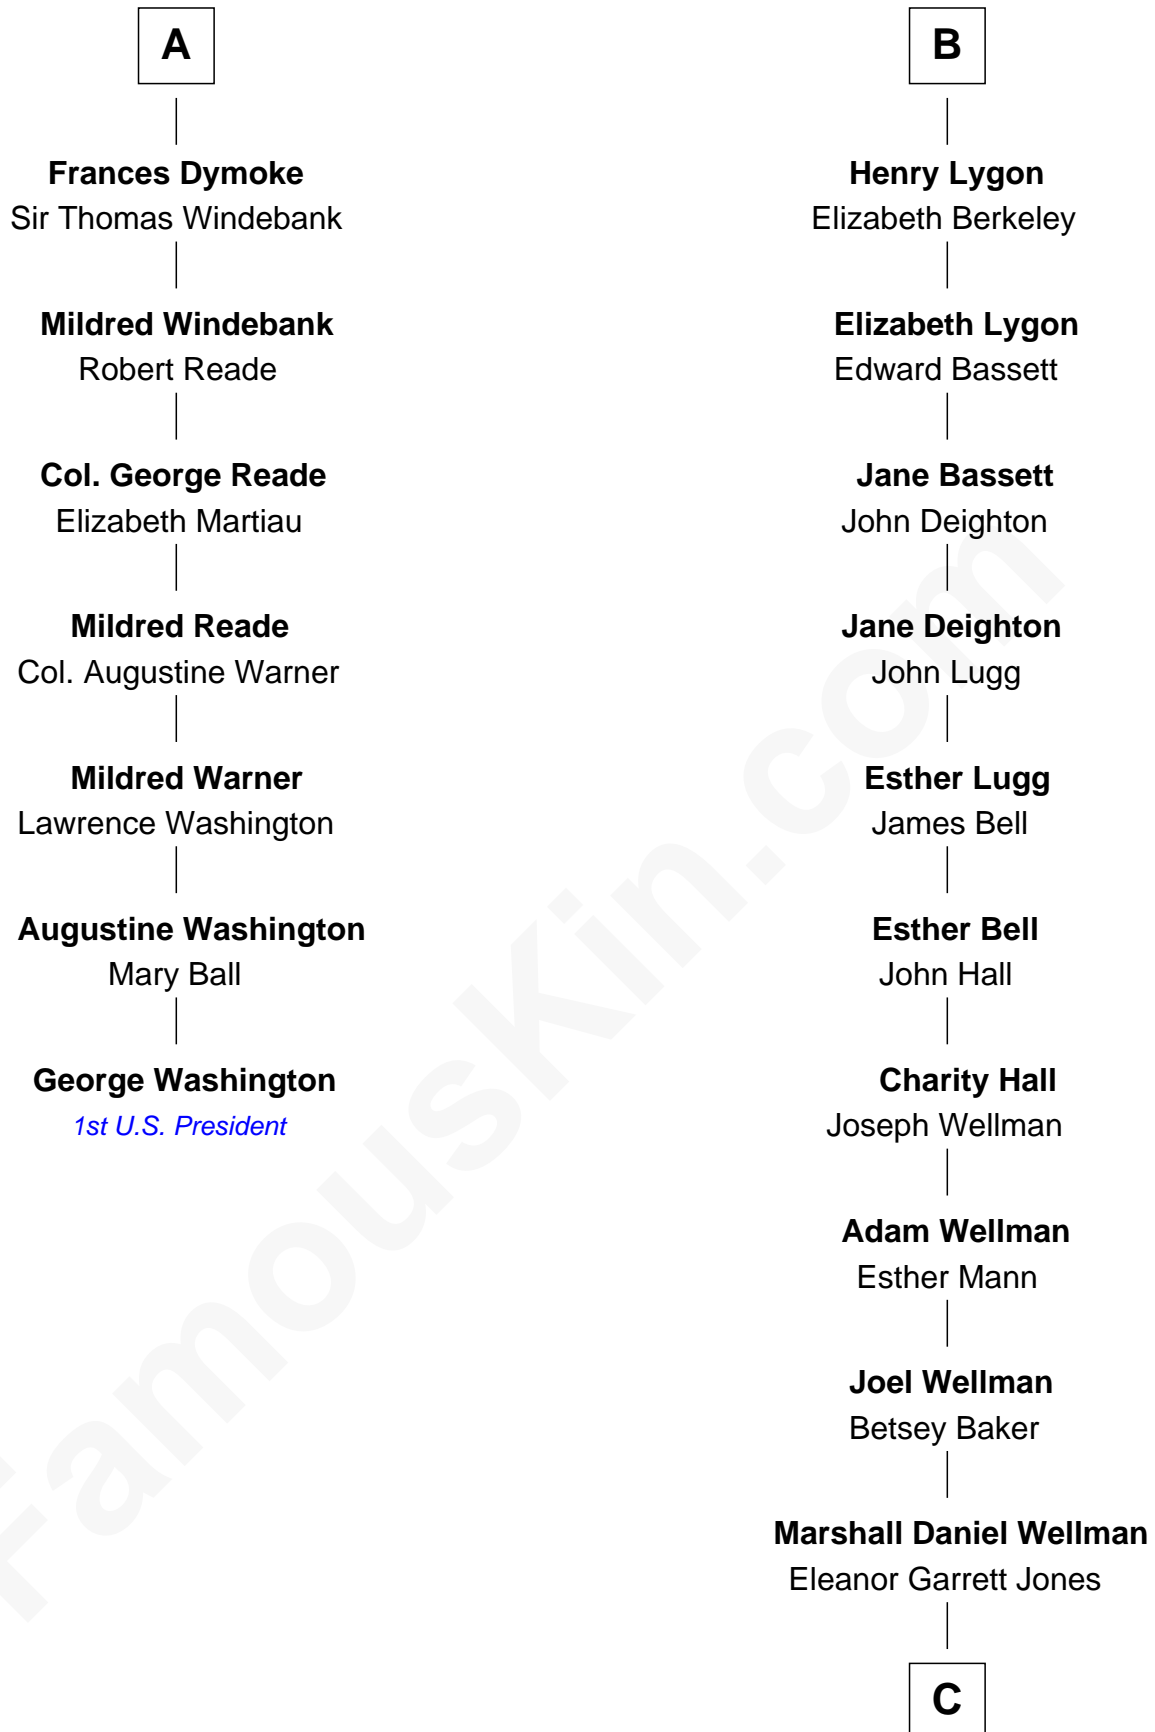 A
Frances Dymoke
Sir Thomas Windebank
Mildred Windebank
Robert Reade
Col. George Reade
Elizabeth Martiau
Mildred Reade
Col. Augustine Warner
Mildred Warner
Lawrence Washington
Augustine Washington
Mary Ball
George Washington
1st U.S. President
B
Henry Lygon
Elizabeth Berkeley
Elizabeth Lygon
Edward Bassett
Jane Bassett
John Deighton
Jane Deighton
John Lugg
Esther Lugg
James Bell
Esther Bell
John Hall
Charity Hall
Joseph Wellman
Adam Wellman
Esther Mann
Joel Wellman
Betsey Baker
Marshall Daniel Wellman
Eleanor Garrett Jones
C
FamousKin.com